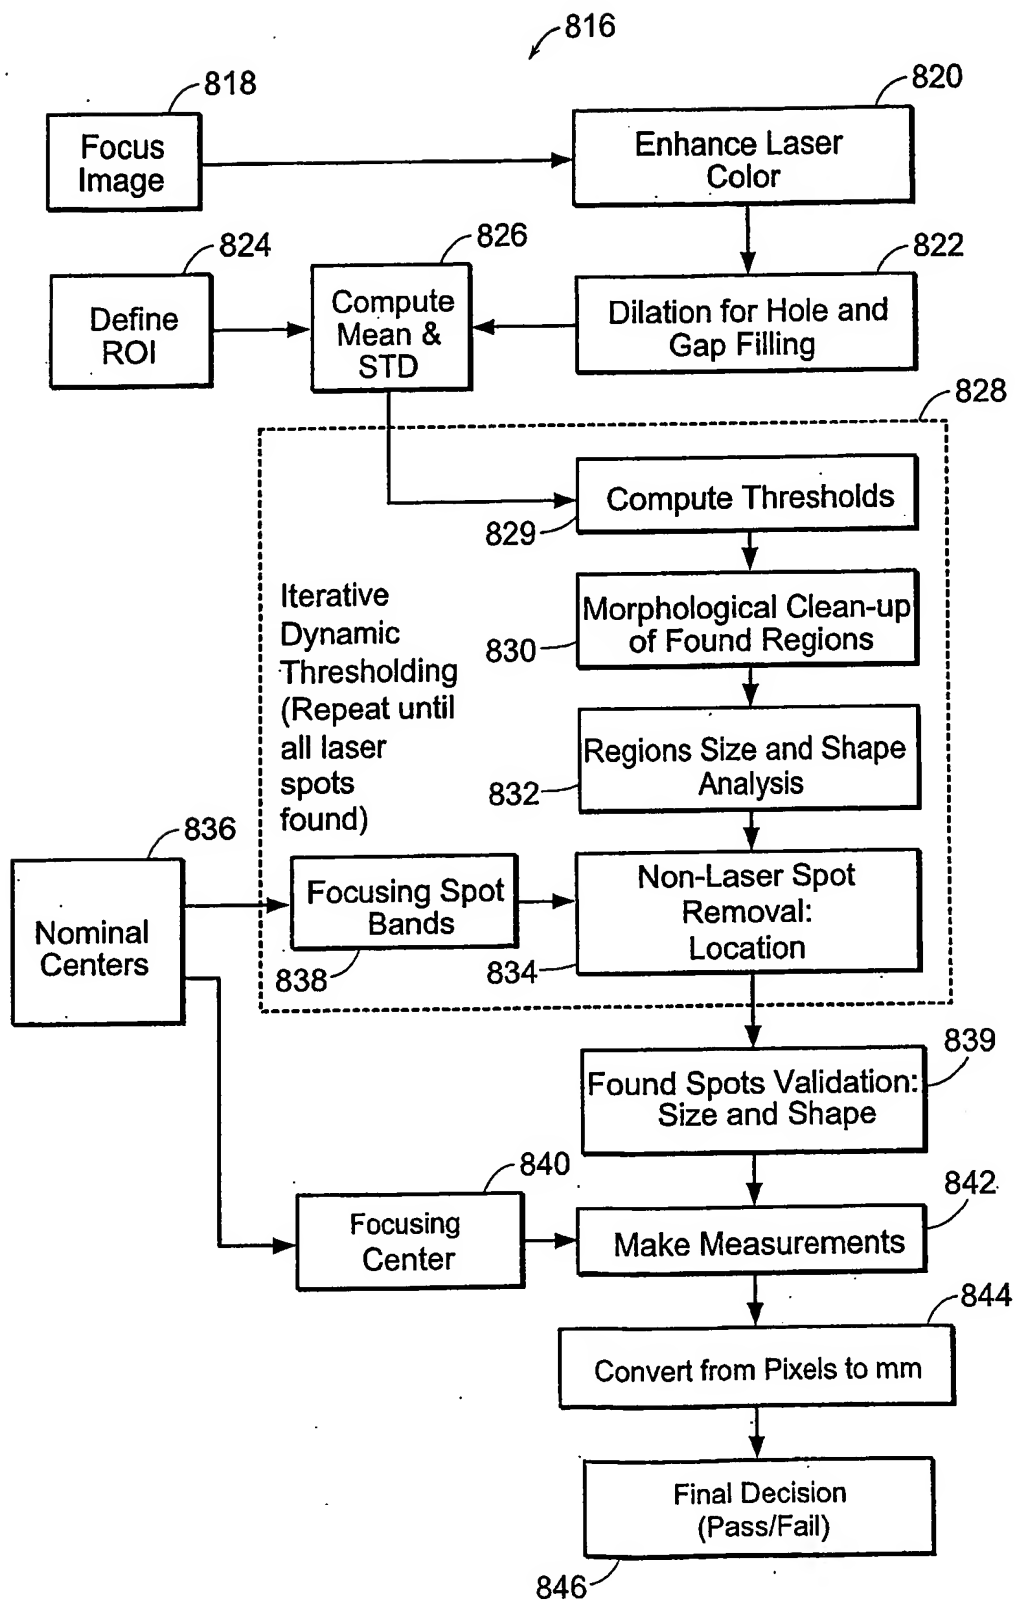 816
818
Focus
Image
820
Enhance Laser
Color
824
Define
ROI
826
Compute
Mean &
STD
822
Dilation for Hole and
Gap Filling
828
Compute Thresholds
829
Iterative
Dynamic
Thresholding
(Repeat until
all laser
spots
found)
Morphological Clean-up
of Found Regions
830
Regions Size and Shape
Analysis
832
836
Nominal
Centers
Focusing Spot
Bands
838
Non-Laser Spot
Removal:
Location
834
839
Found Spots Validation:
Size and Shape
840
Focusing
Center
842
Make Measurements
844
Convert from Pixels to mm
Final Decision
(Pass/Fail)
846